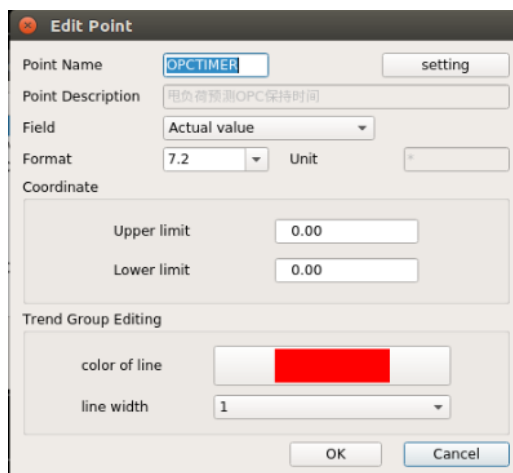 Edit Point
Point Name OPCTIMER setting
Point Description 甩负荷预测OPC保持时间
Field Actual value
Format 7.2 Unit *
Coordinate
Upper limit 0.00
Lower limit 0.00
Trend Group Editing
color of line
line width 1
OK Cancel